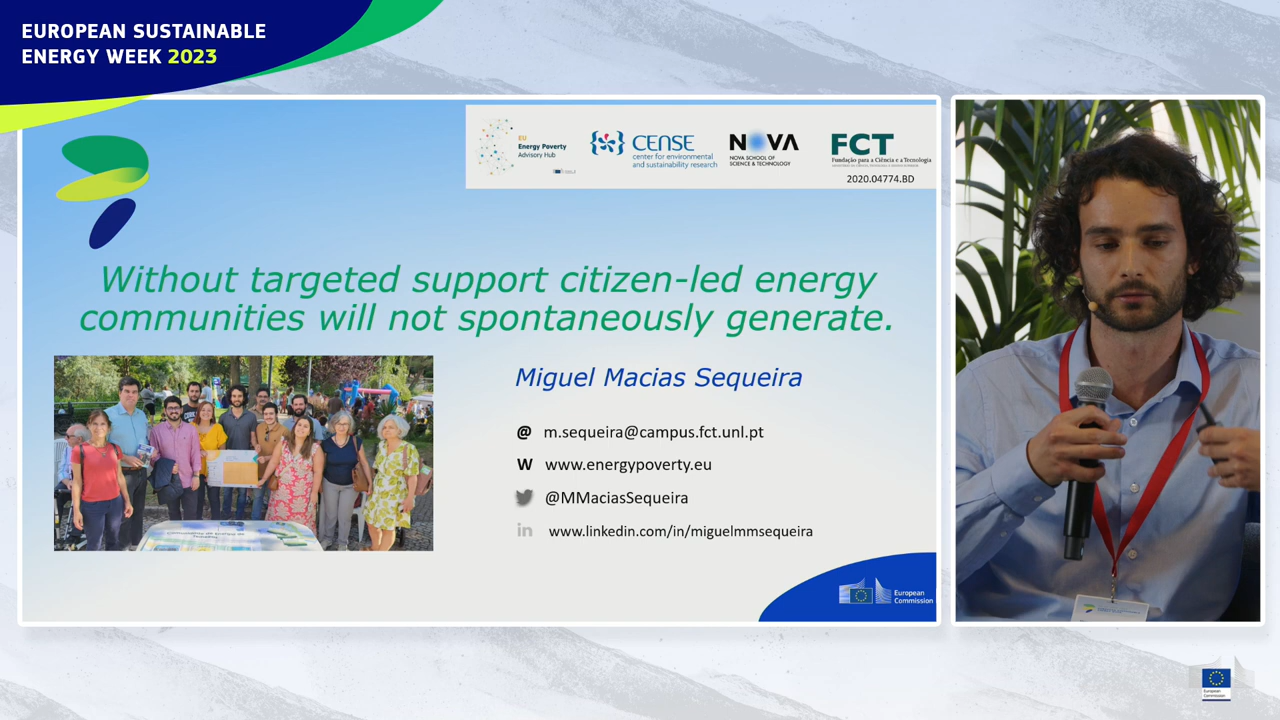 EUROPEAN SUSTAINABLE
ENERGY WEEK 2023
EU
Energy Poverty
Advisory Hub
CENSE
center for environmental
and sustainability research
NOVA
NOVA SCHOOL OF
SCIENCE & TECHNOLOGY
FCT
Fundação para a Ciência e a Tecnologia
2020.04774.BD
Without targeted support citizen-led energy
communities will not spontaneously generate.
Miguel Macias Sequeira
@ m.sequeira@campus.fct.unl.pt
W www.energypoverty.eu
@MMaciasSequeira
in www.linkedin.com/in/miguelmmsequeira
European
Commission
European
Commission